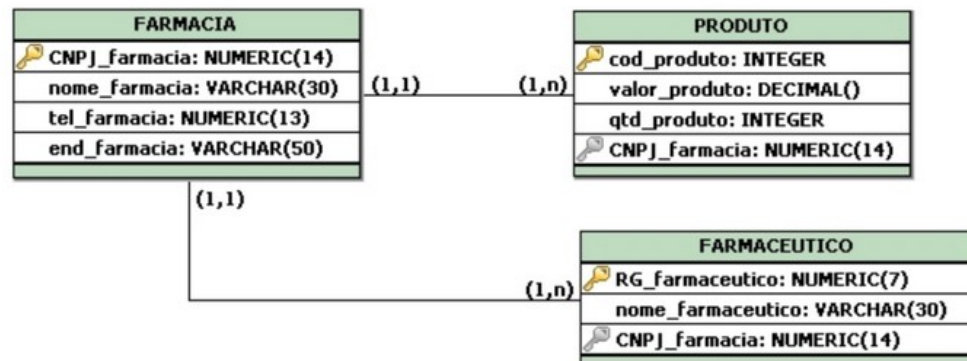 FARMACIA
CNPJ_farmacia: NUMERIC(14)
nome_farmacia: VARCHAR(30)
tel_farmacia: NUMERIC(13)
end_farmacia: VARCHAR(50)
(1,1)
(1,n)
PRODUTO
cod_produto: INTEGER
valor_produto: DECIMAL()
qtd_produto: INTEGER
CNPJ_farmacia: NUMERIC(14)
(1,1)
(1,n)
FARMACEUTICO
RG_farmaceutico: NUMERIC(7)
nome_farmaceutico: VARCHAR(30)
CNPJ_farmacia: NUMERIC(14)